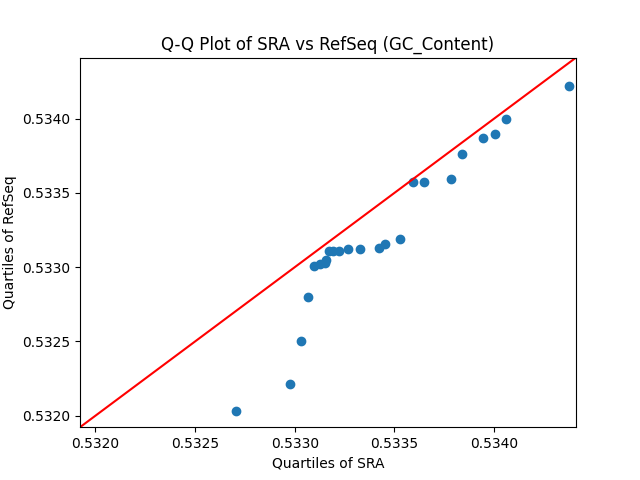 Q-Q Plot of SRA vs RefSeq (GC_Content)
Quartiles of RefSeq
0.5340
0.5335
0.5330
0.5325
0.5320
0.5320 0.5325 0.5330 0.5335 0.5340
Quartiles of SRA